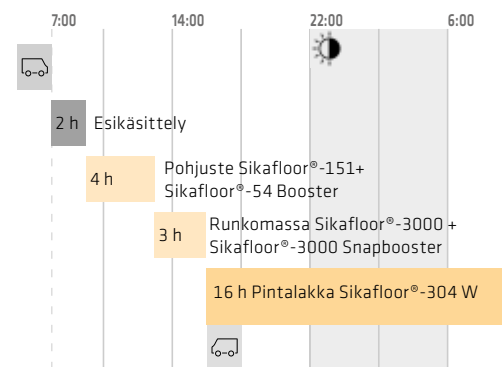 7:00 14:00 22:00 6:00
2 h Esikäsittely
4 h Pohjuste Sikafloor®-151+
Sikafloor®-54 Booster
3 h Runkomassa Sikafloor®-3000 +
Sikafloor®-3000 Snapbooster
16 h Pintalakka Sikafloor®-304 W